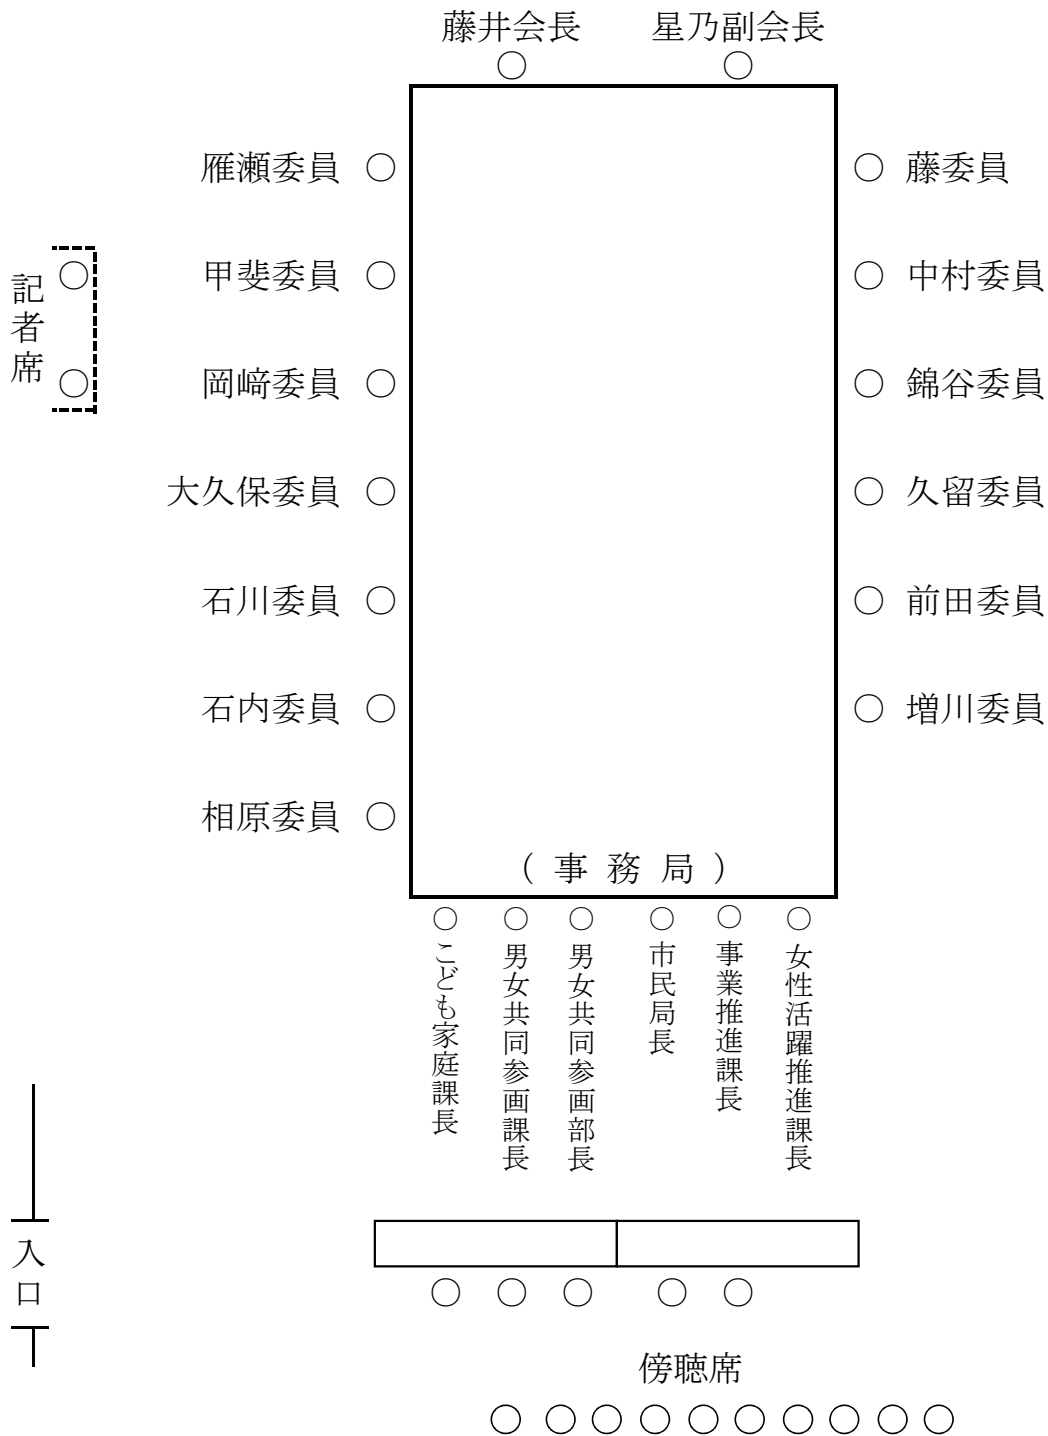 藤井会長
星乃副会長
雁瀬委員
藤委員
甲斐委員
中村委員
記者席
岡﨑委員
錦谷委員
大久保委員
久留委員
石川委員
前田委員
石内委員
増川委員
相原委員
(事務局)
こども家庭課長
男女共同参画課長
男女共同参画部長
市民局長
事業推進課長
女性活躍推進課長
入口
傍聴席